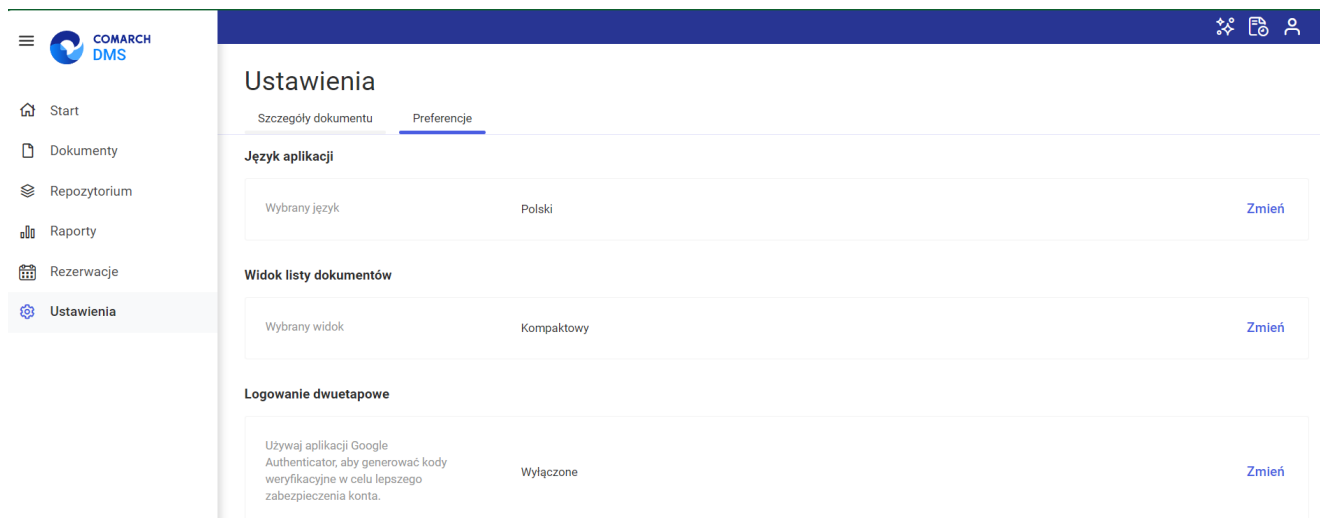 COMARCH
DMS
Start
Dokumenty
Repozytorium
Raporty
Rezerwacje
Ustawienia
Ustawienia
Szczegóły dokumentu Preferencje
Język aplikacji
Wybrany język Polski Zmień
Widok listy dokumentów
Wybrany widok Kompaktowy Zmień
Logowanie dwuetapowe
Używaj aplikacji Google
Authenticator, aby generować kody
weryfikacyjne w celu lepszego
zabezpieczenia konta.
Wyłączone Zmień